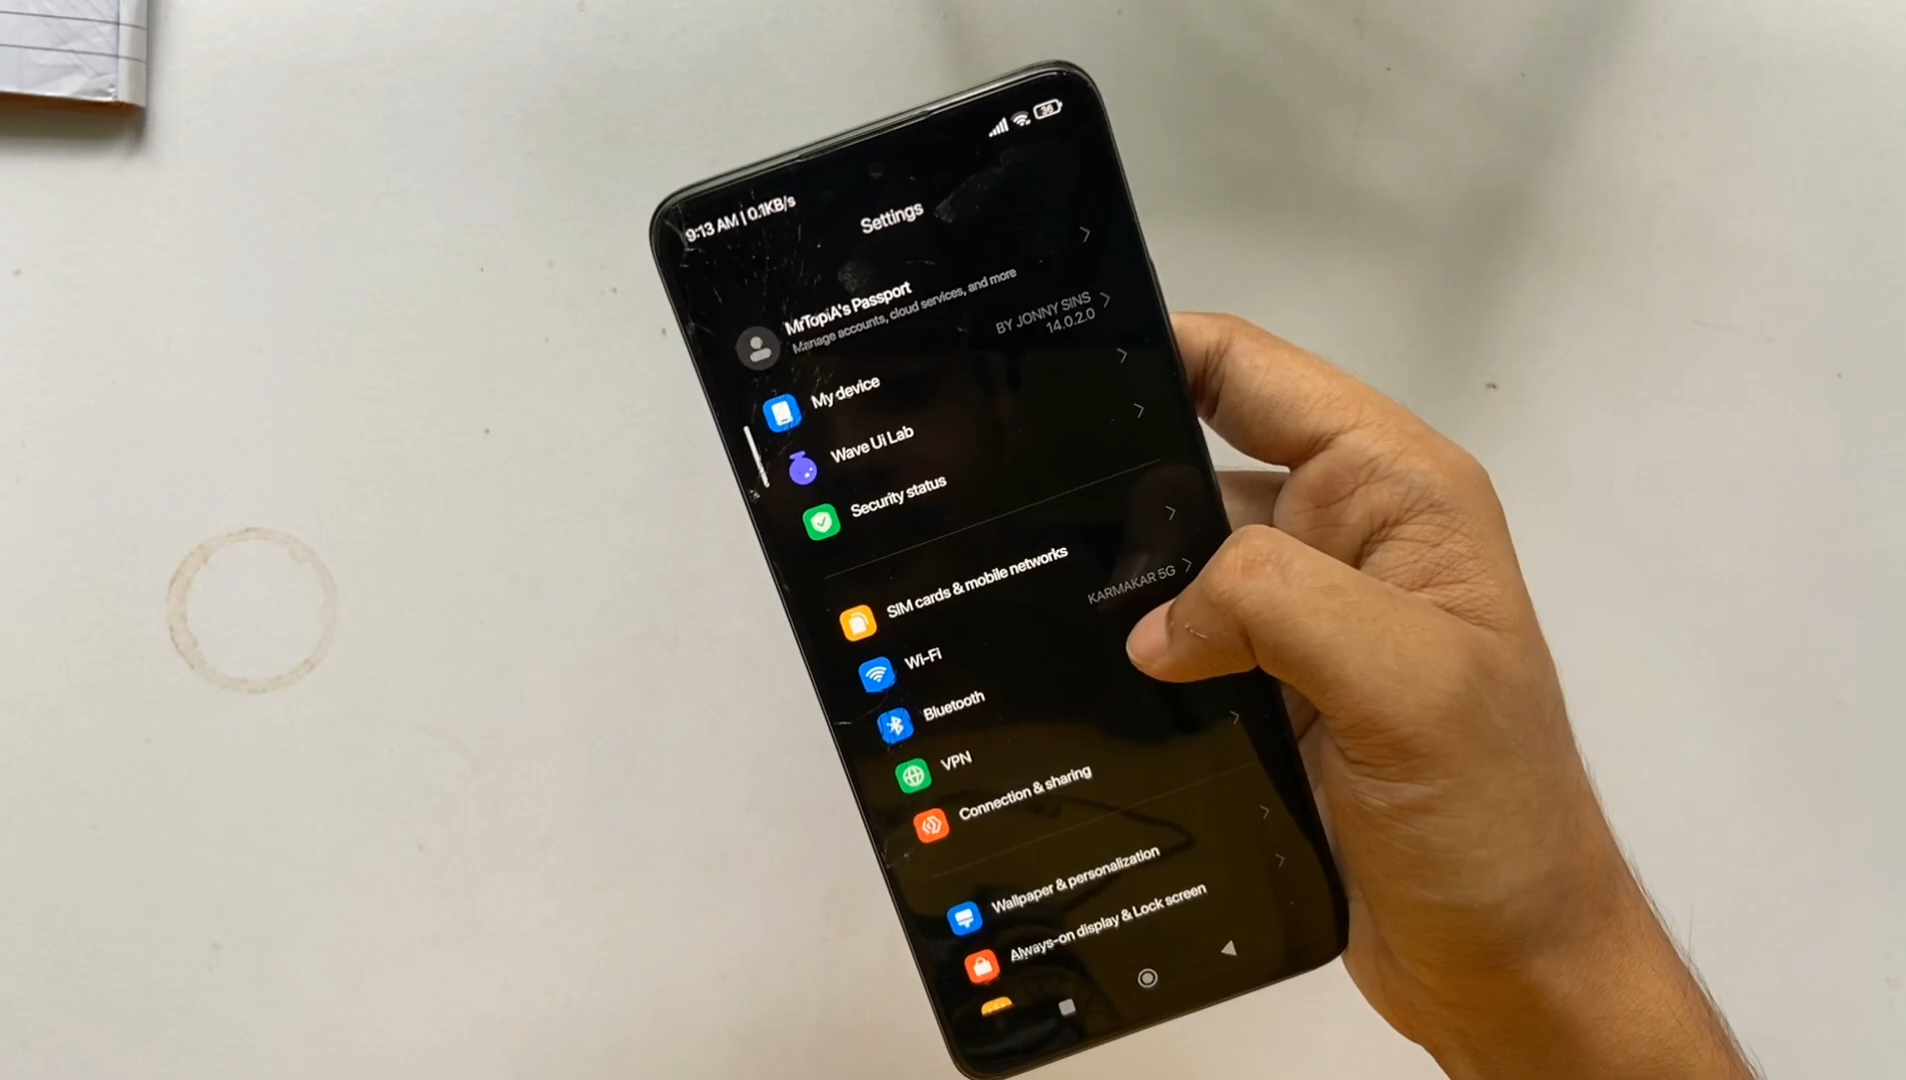 9:13 AM | 0.1KB/s
36
Settings
MrTopiA's Passport
Manage accounts, cloud services, and more
My device
BY JONNY SINS
14.0.2.0
Wave Ui Lab
Security status
SIM cards & mobile networks
Wi-Fi
KARMAKAR 5G
Bluetooth
VPN
Connection & sharing
Wallpaper & personalization
Always-on display & Lock screen